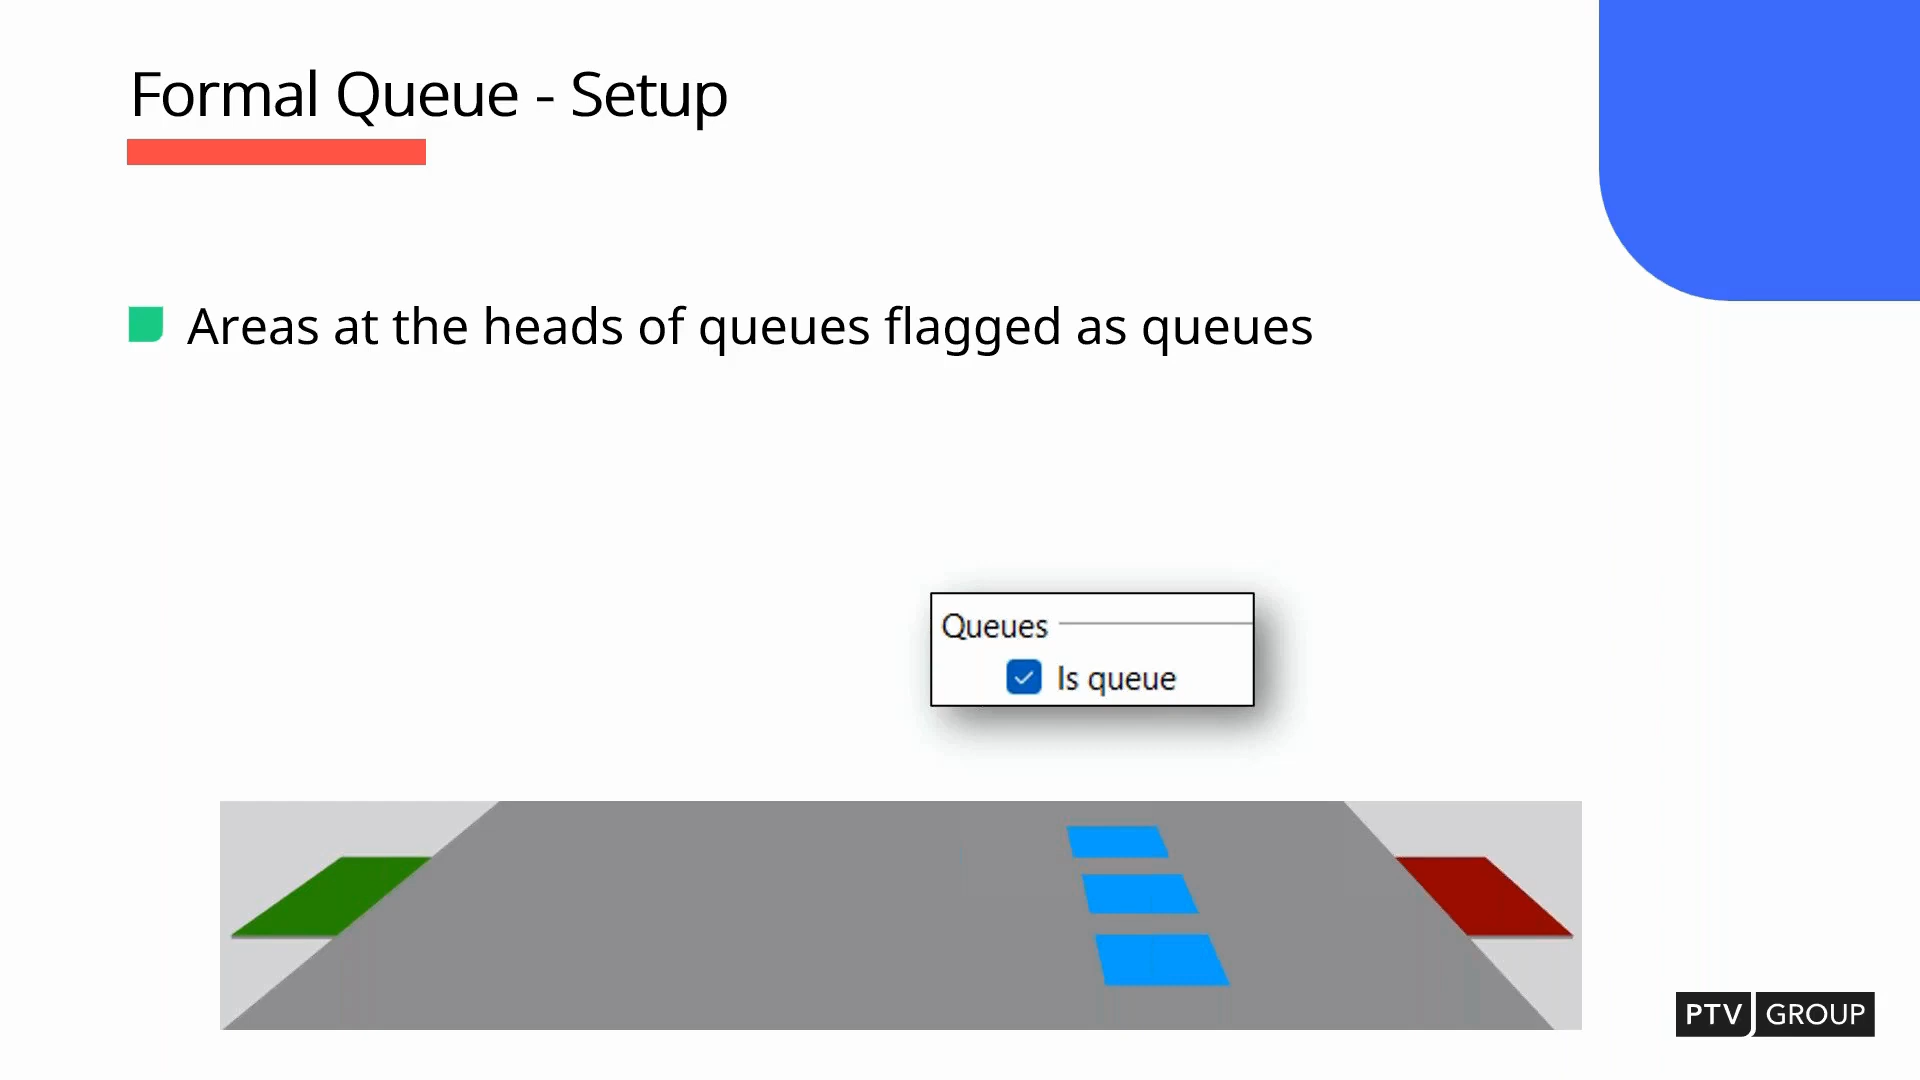 Formal Queue - Setup
Areas at the heads of queues flagged as queues
Queues
Is queue
PTV GROUP